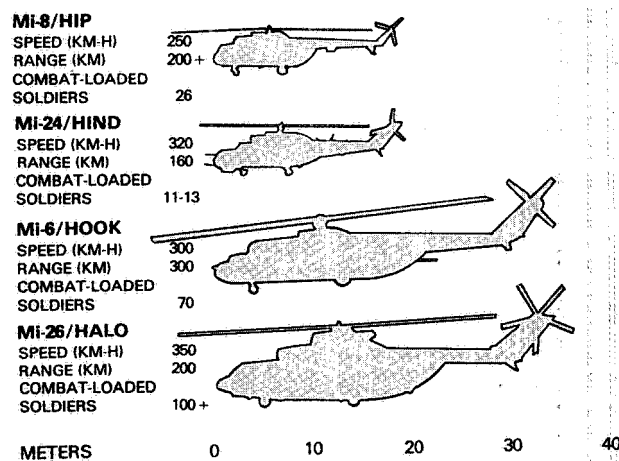 Mi-8/HIP
SPEED (KM-H) 250
RANGE (KM) 200 +
COMBAT-LOADED
SOLDIERS 26
Mi-24/HIND
SPEED (KM-H) 320
RANGE (KM) 160
COMBAT-LOADED
SOLDIERS 11-13
Mi-6/HOOK
SPEED (KM-H) 300
RANGE (KM) 300
COMBAT-LOADED
SOLDIERS 70
Mi-26/HALO
SPEED (KM-H) 350
RANGE (KM) 200
COMBAT-LOADED
SOLDIERS 100 +
METERS 0 10 20 30 40